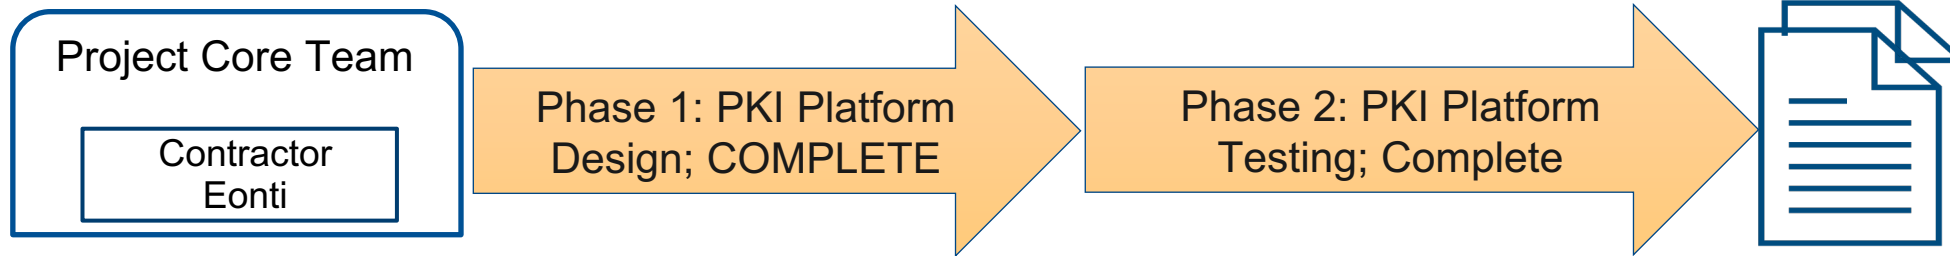 Project Core Team
Contractor
Eonti
Phase 1: PKI Platform
Design; COMPLETE
Phase 2: PKI Platform
Testing; Complete